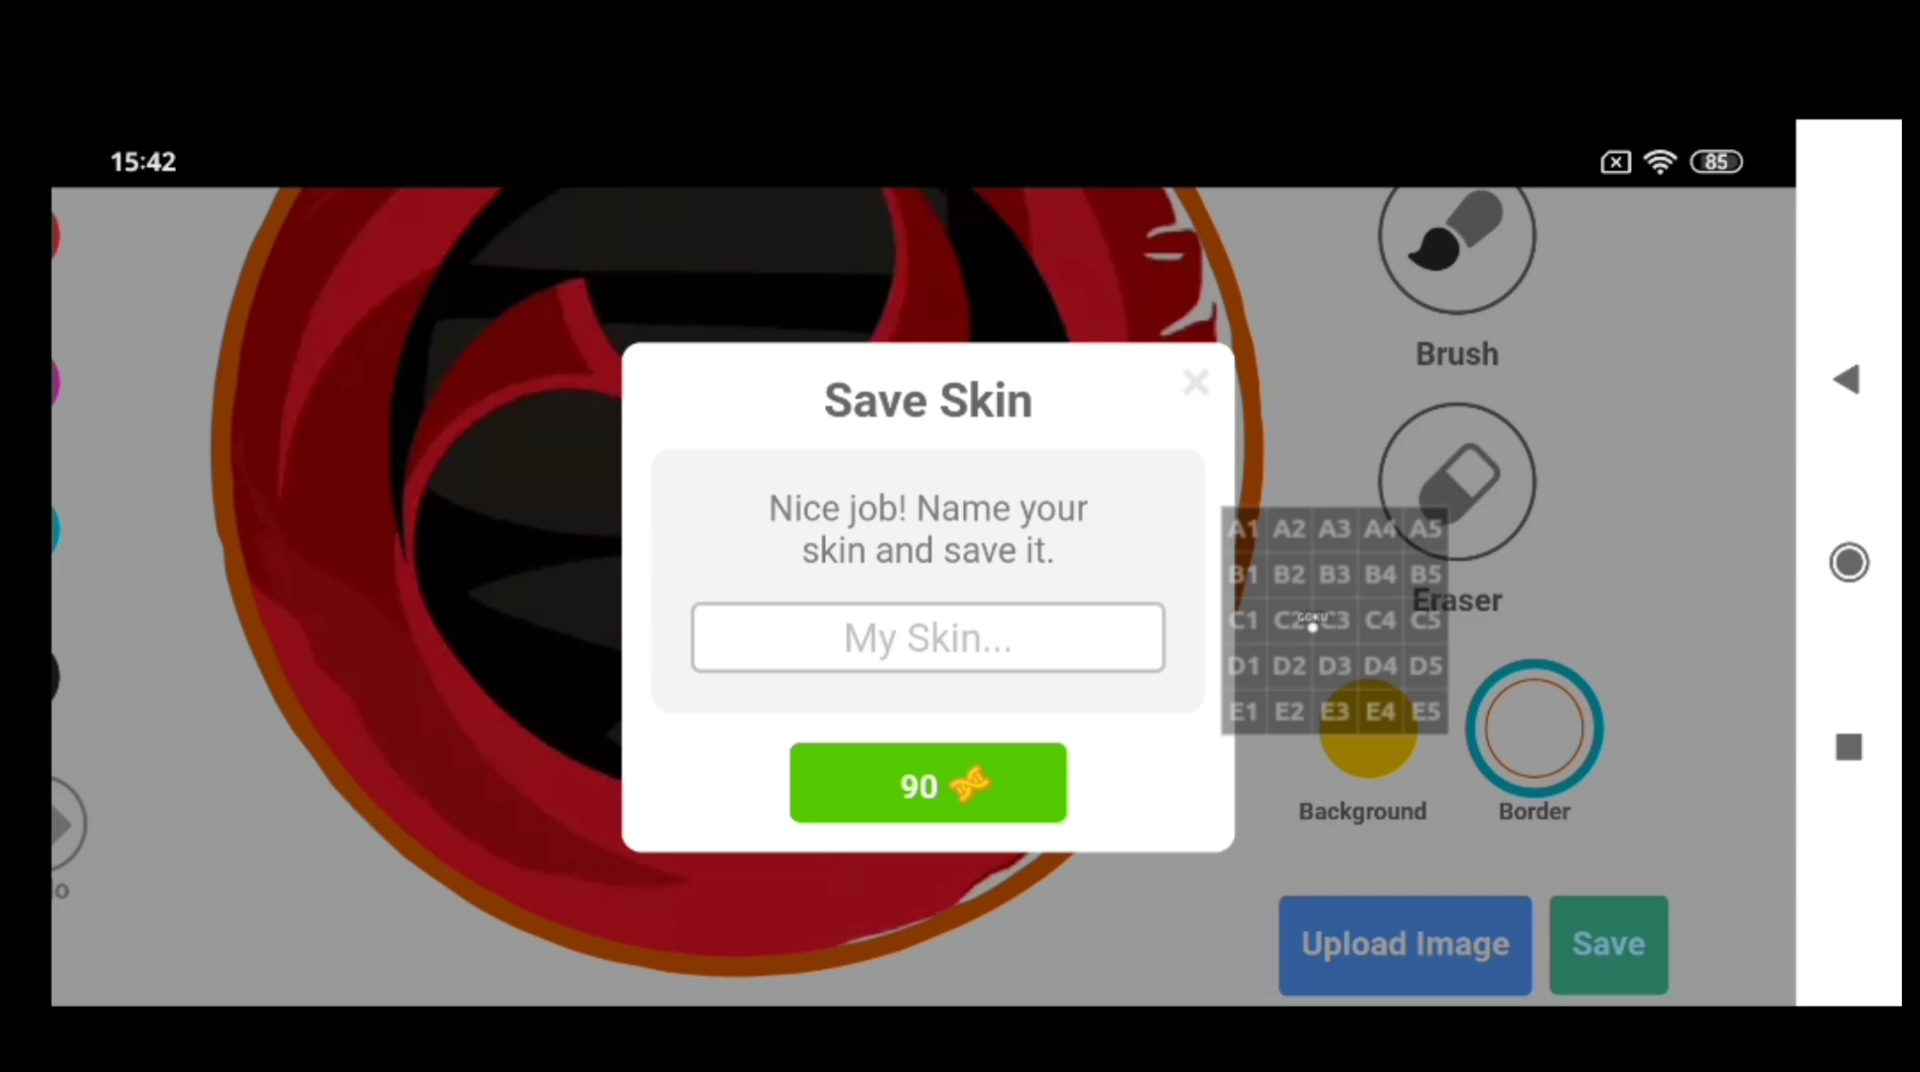 15:42
85
Brush
Save Skin
Nice job! Name your
skin and save it.
My Skin...
90
A1 A2 A3 A4 A5
B1 B2 B3 B4 B5
Eraser
C1 C2 C3 C4 C5
GOKU
D1 D2 D3 D4 D5
E1 E2 E3 E4 E5
Background
Border
lo
Upload Image
Save